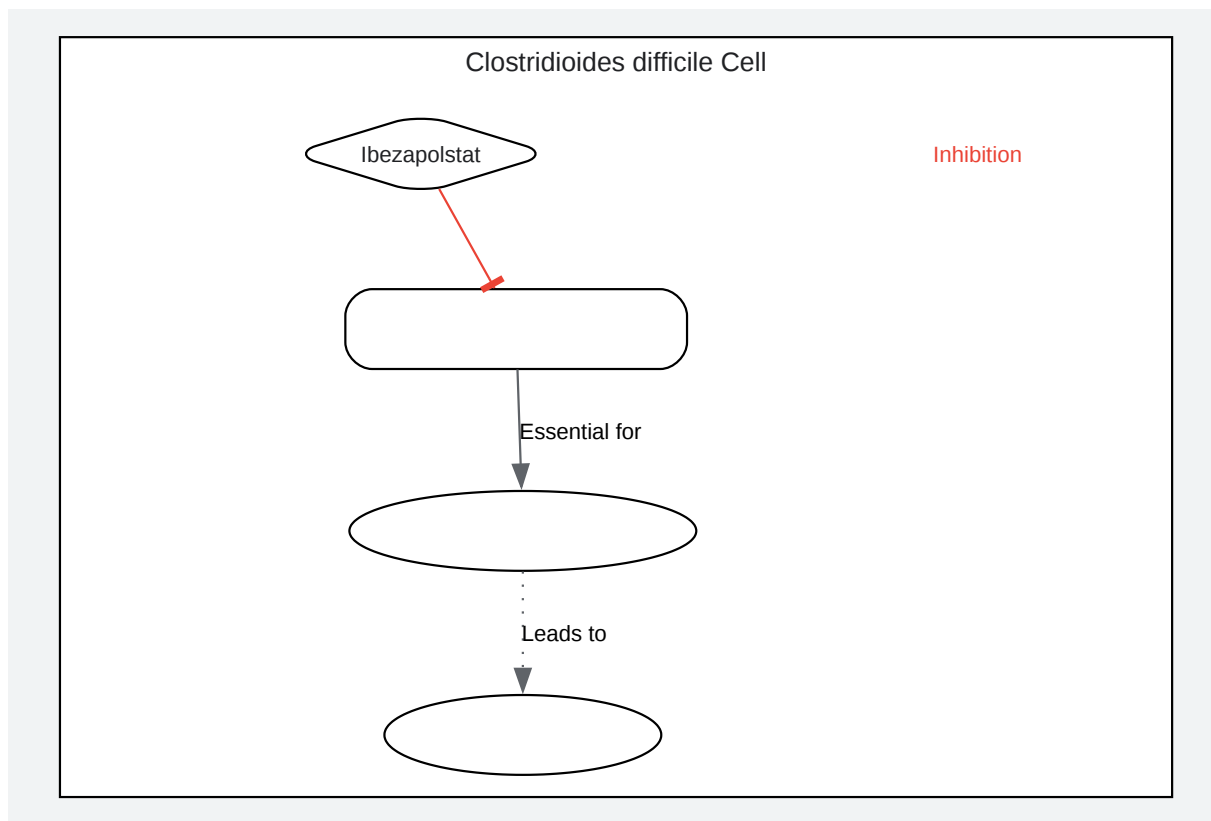 Clostridioides difficile Cell
Ibezapolstat
Inhibition
Essential for
Leads to